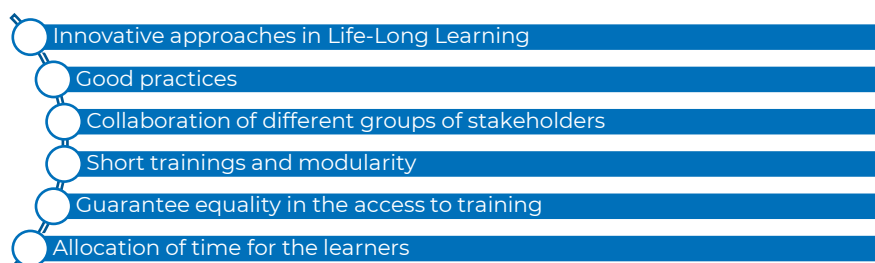 Innovative approaches in Life-Long Learning
Good practices
Collaboration of different groups of stakeholders
Short trainings and modularity
Guarantee equality in the access to training
Allocation of time for the learners